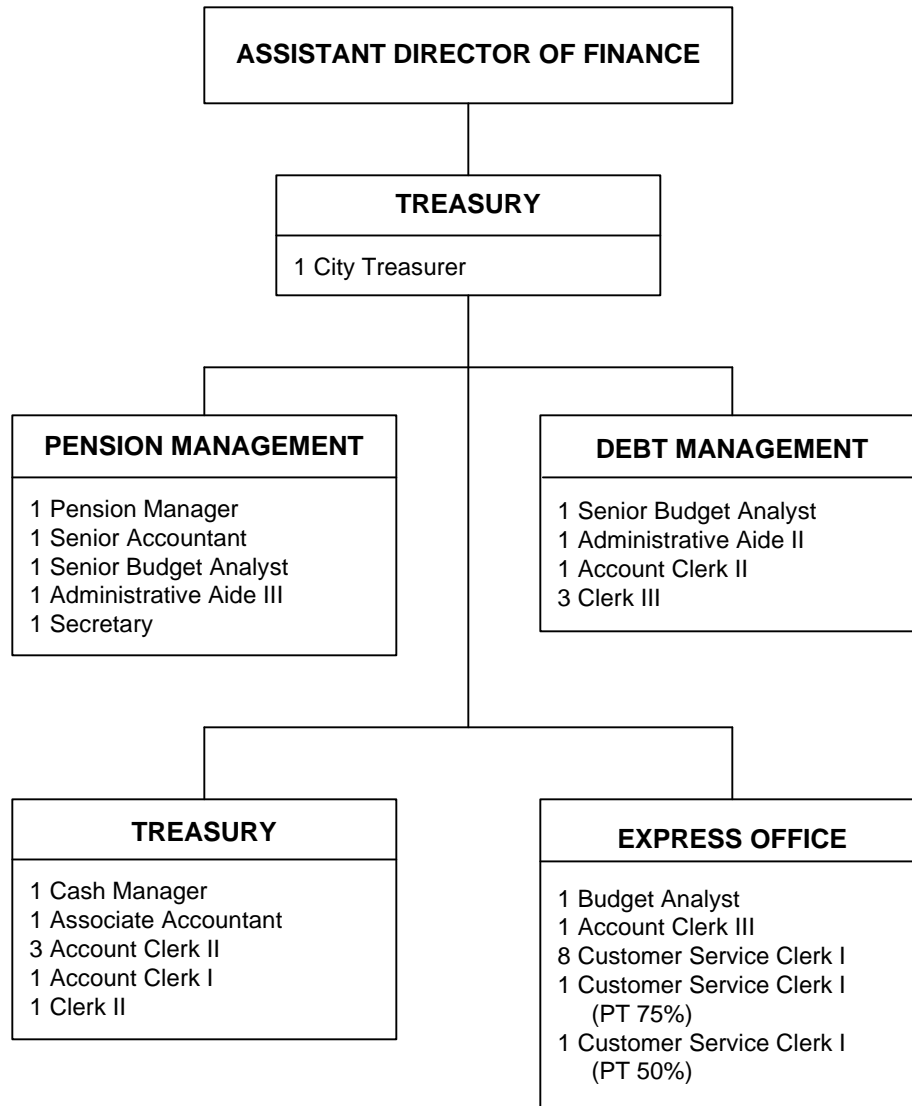 ASSISTANT DIRECTOR OF FINANCE
TREASURY
1 City Treasurer
PENSION MANAGEMENT
1 Pension Manager
1 Senior Accountant
1 Senior Budget Analyst
1 Administrative Aide III
1 Secretary
DEBT MANAGEMENT
1 Senior Budget Analyst
1 Administrative Aide II
1 Account Clerk II
3 Clerk III
TREASURY
1 Cash Manager
1 Associate Accountant
3 Account Clerk II
1 Account Clerk I
1 Clerk II
EXPRESS OFFICE
1 Budget Analyst
1 Account Clerk III
8 Customer Service Clerk I
1 Customer Service Clerk I
(PT 75%)
1 Customer Service Clerk I
(PT 50%)